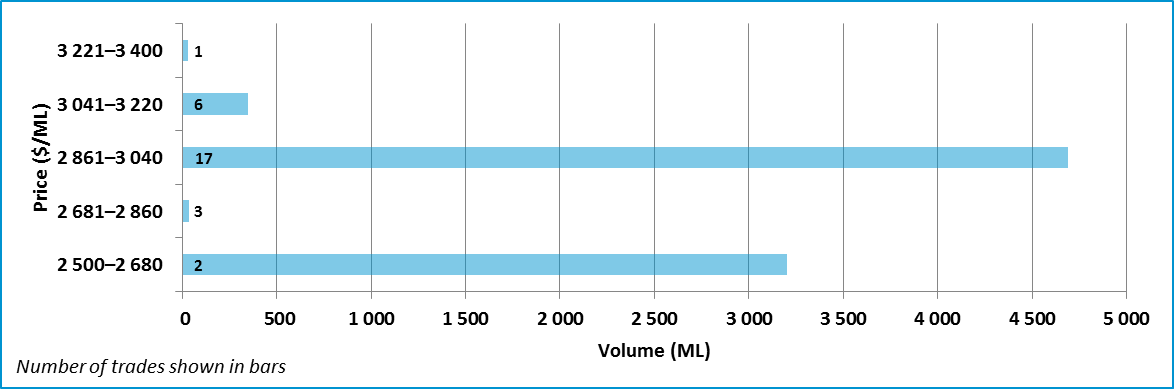 3 221–3 400
1
3 041–3 220
6
2 861–3 040
17
2 681–2 860
3
2 500–2 680
2
Price ($/ML)
0 500 1 000 1 500 2 000 2 500 3 000 3 500 4 000 4 500 5 000
Volume (ML)
Number of trades shown in bars